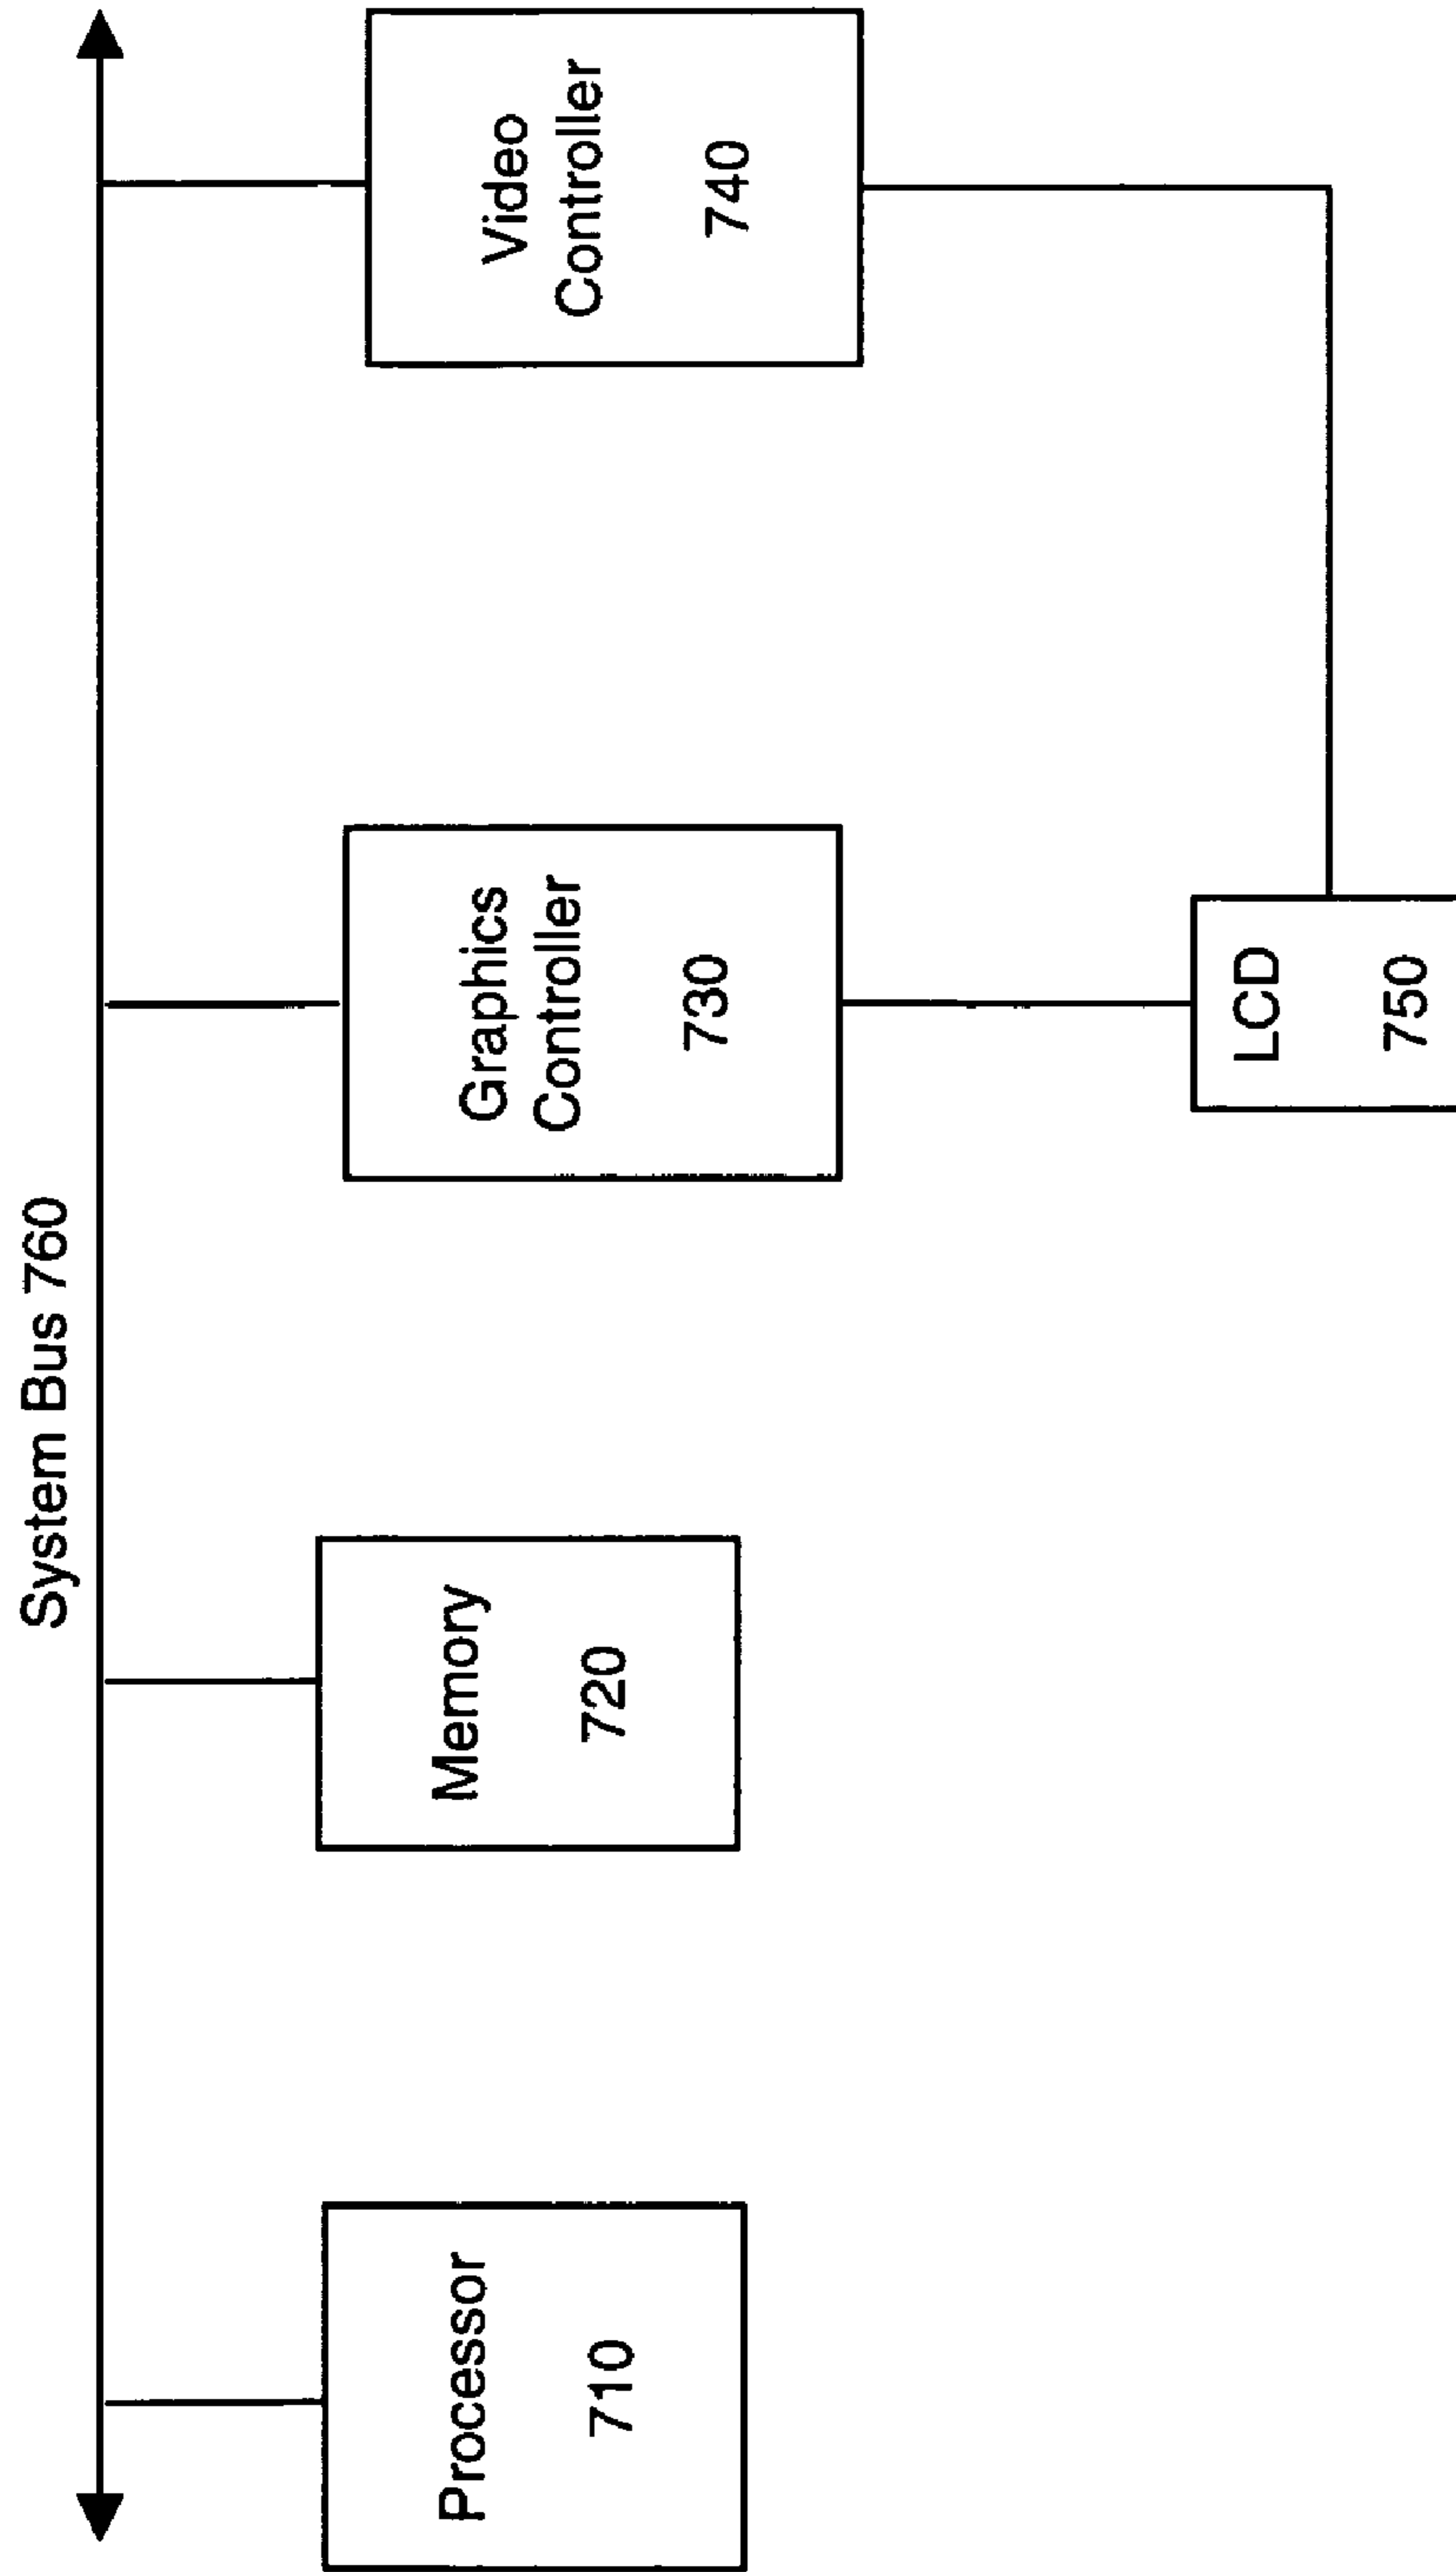 System Bus 760
Processor
710
Memory
720
Graphics
Controller
730
Video
Controller
740
LCD
750